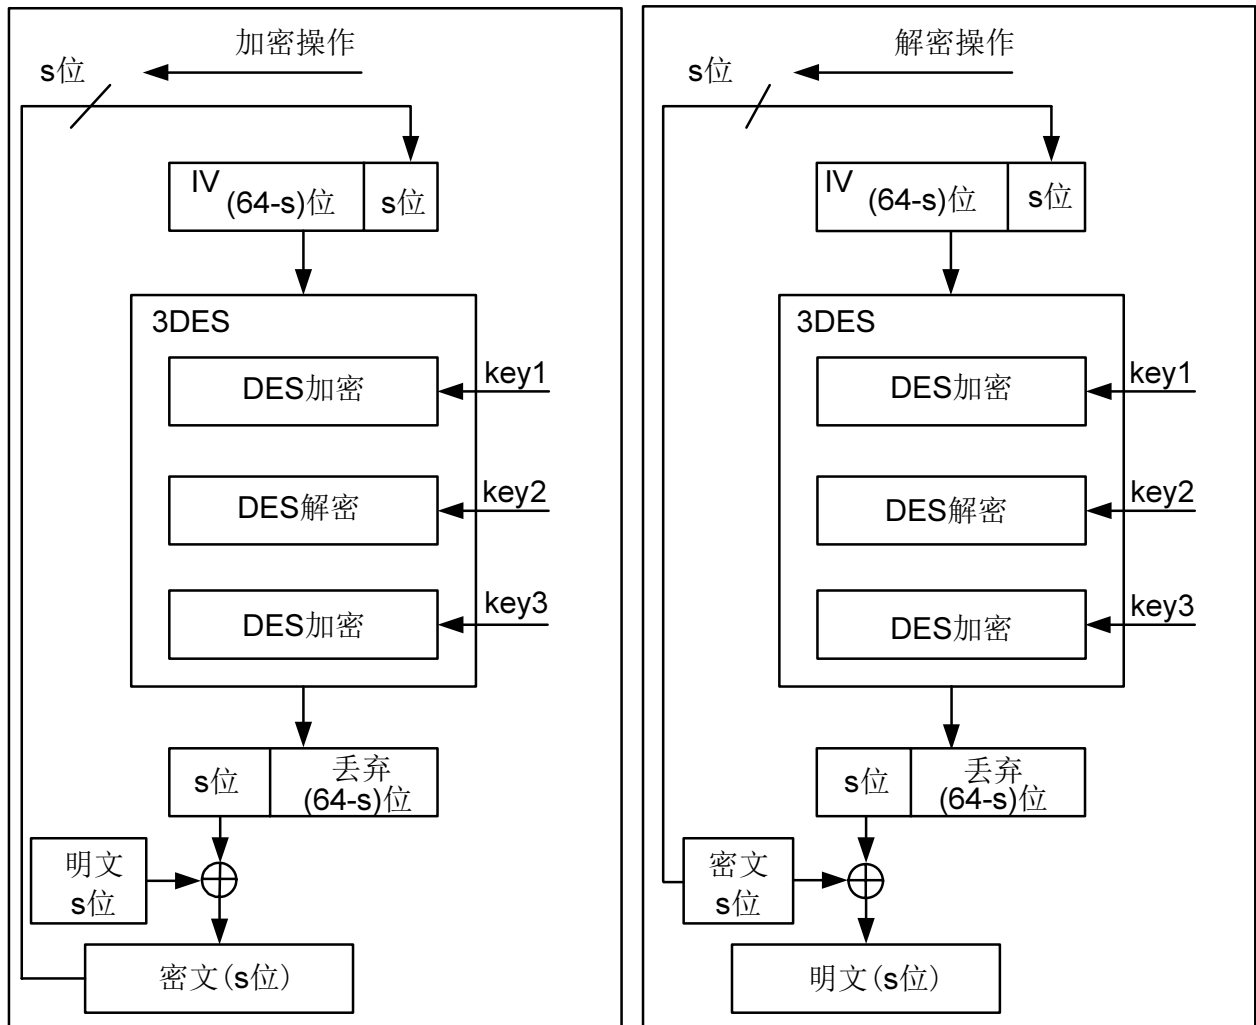 加密操作
s位
IV
(64-s)位
s位
3DES
DES加密
key1
DES解密
key2
DES加密
key3
s位
丢弃
(64-s)位
明文
s位
密文(s位)
解密操作
s位
IV
(64-s)位
s位
3DES
DES加密
key1
DES解密
key2
DES加密
key3
s位
丢弃
(64-s)位
密文
s位
明文(s位)